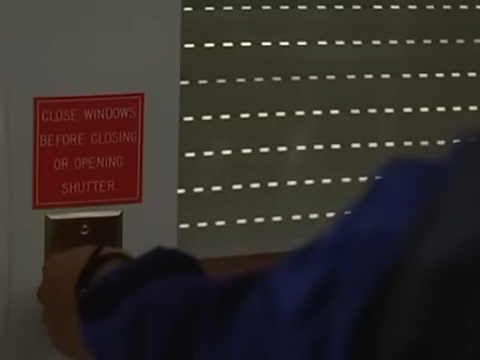 CLOSE WINDOWS
BEFORE CLOSING
OR OPENING
SHUTTER